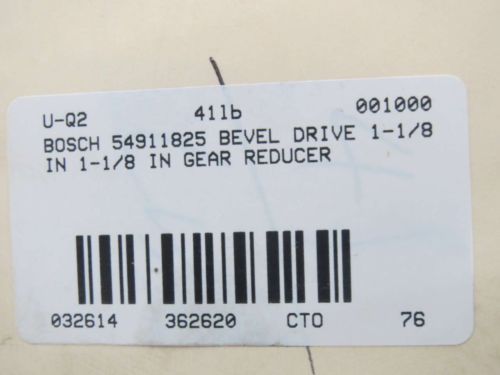 U-Q2 41lb 001000
BOSCH 54911825 BEVEL DRIVE 1-1/8
IN 1-1/8 IN GEAR REDUCER
032614 362620 CTO 76